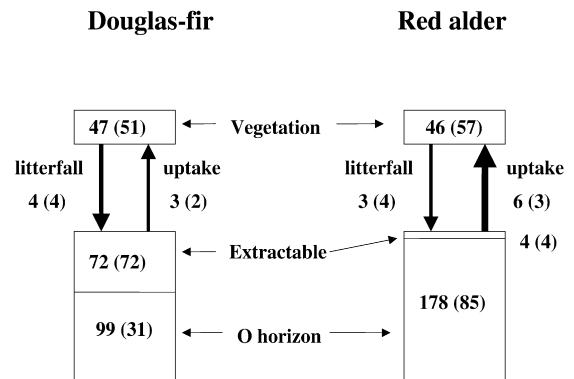 Douglas-fir Red alder
47 (51) Vegetation 46 (57)
litterfall uptake litterfall uptake
4 (4) 3 (2) 3 (4) 6 (3)
72 (72) Extractable 4 (4)
99 (31) O horizon 178 (85)